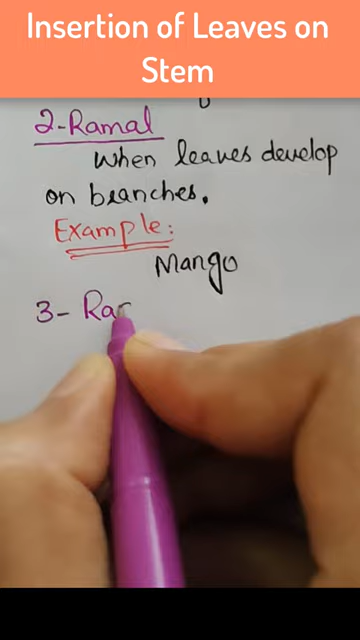 Insertion of Leaves on
Stem
2-Ramal
When leaves develop
on branches.
Example:
Mango
3- Ra